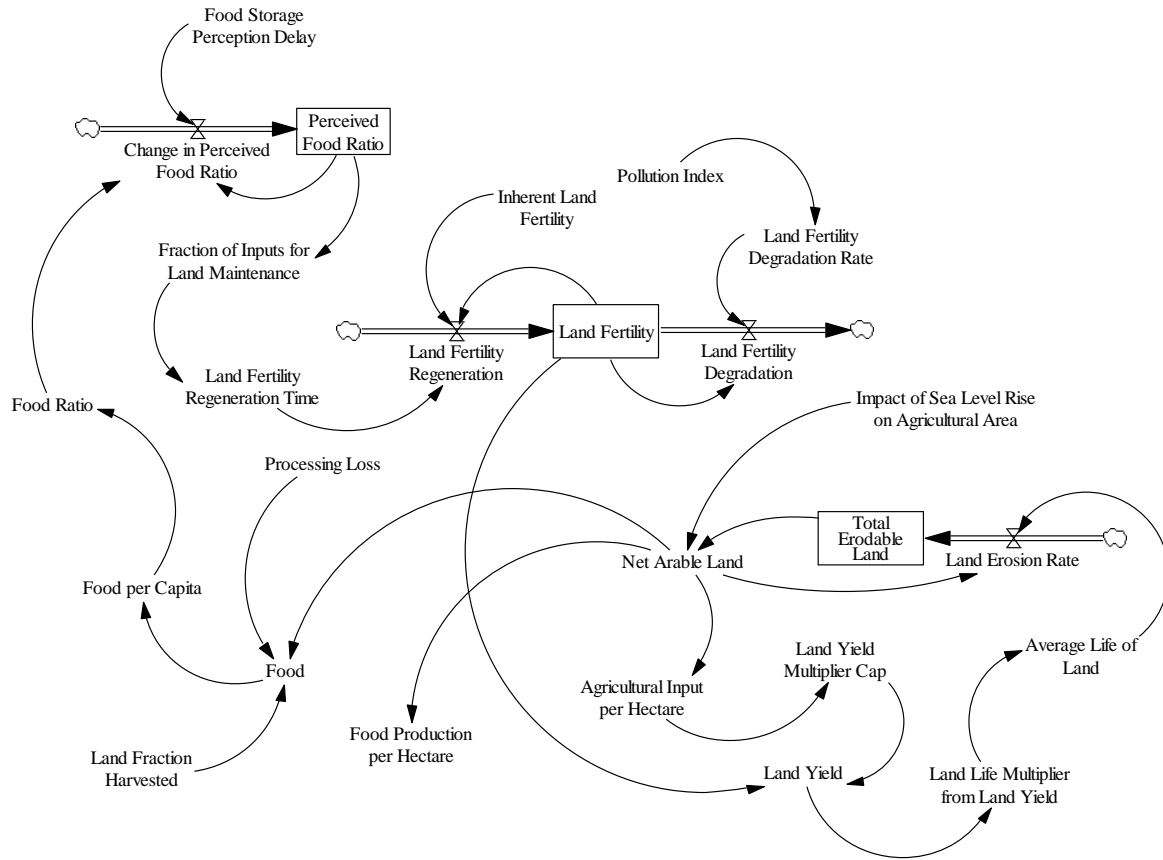 Food Storage
Perception Delay
Perceived
Food Ratio
Change in Perceived
Food Ratio
Pollution Index
Inherent Land
Fertility
Fraction of Inputs for
Land Maintenance
Land Fertility
Degradation Rate
Land Fertility
Land Fertility
Regeneration
Land Fertility
Degradation
Land Fertility
Regeneration Time
Food Ratio
Impact of Sea Level Rise
on Agricultural Area
Processing Loss
Total
Erodable
Land
Net Arable Land
Land Erosion Rate
Food per Capita
Food
Land Yield
Multiplier Cap
Average Life of
Land
Agricultural Input
per Hectare
Food Production
per Hectare
Land Fraction
Harvested
Land Yield
Land Life Multiplier
from Land Yield